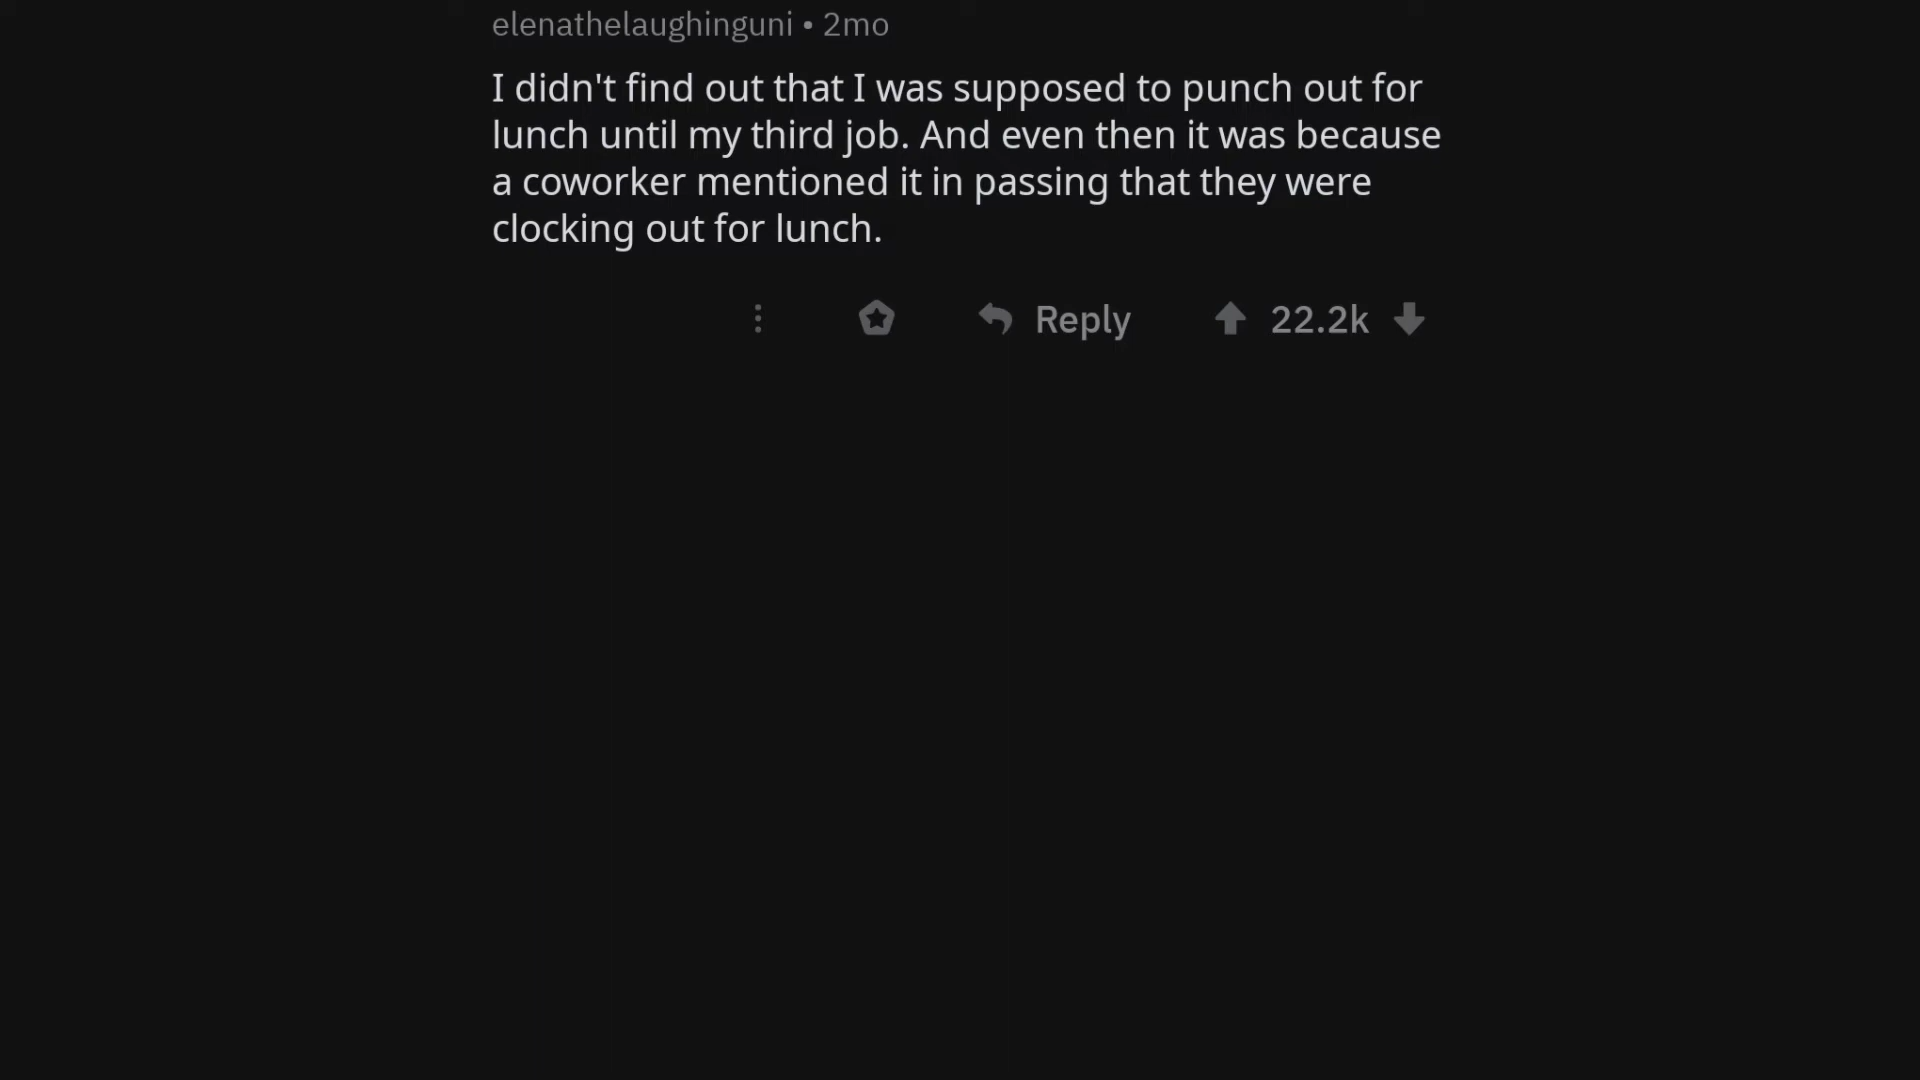 elenathelaughinguni • 2mo
I didn't find out that I was supposed to punch out for
lunch until my third job. And even then it was because
a coworker mentioned it in passing that they were
clocking out for lunch.
Reply 22.2k